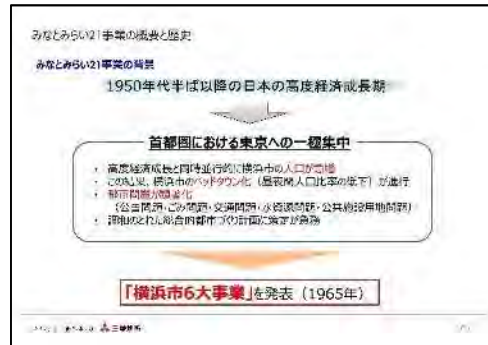 みなとみらい21事業の概要と歴史
みなとみらい21事業の背景
1950年代半ば以降の日本の高度経済成長期
首都圏における東京への一極集中
・ 高度経済成長と同時並行的に横浜市の人口が急増
・ この結果、横浜市のベッドタウン化（昼夜間人口比率の低下）が進行
・ 都市問題が顕在化
（公害問題・ごみ問題・交通問題・水資源問題・公共施設用地問題）
・ 調和のとれた総合的都市づくり計画に策定が急務
「横浜市6大事業」を発表（1965年）
三菱地所